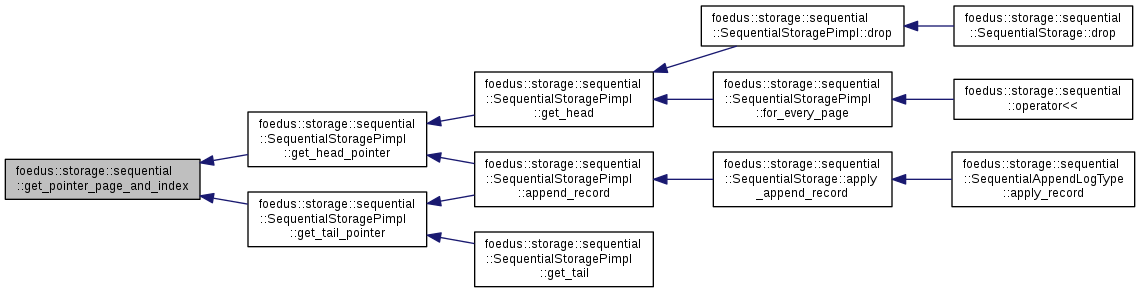 foedus::storage::sequential
::get_pointer_page_and_index
foedus::storage::sequential
::SequentialStoragePimpl
::get_head_pointer
foedus::storage::sequential
::SequentialStoragePimpl
::get_tail_pointer
foedus::storage::sequential
::SequentialStoragePimpl
::get_head
foedus::storage::sequential
::SequentialStoragePimpl
::append_record
foedus::storage::sequential
::SequentialStoragePimpl
::get_tail
foedus::storage::sequential
::SequentialStoragePimpl::drop
foedus::storage::sequential
::SequentialStoragePimpl
::for_every_page
foedus::storage::sequential
::SequentialStorage::apply
_append_record
foedus::storage::sequential
::SequentialStorage::drop
foedus::storage::sequential
::operator<<
foedus::storage::sequential
::SequentialAppendLogType
::apply_record